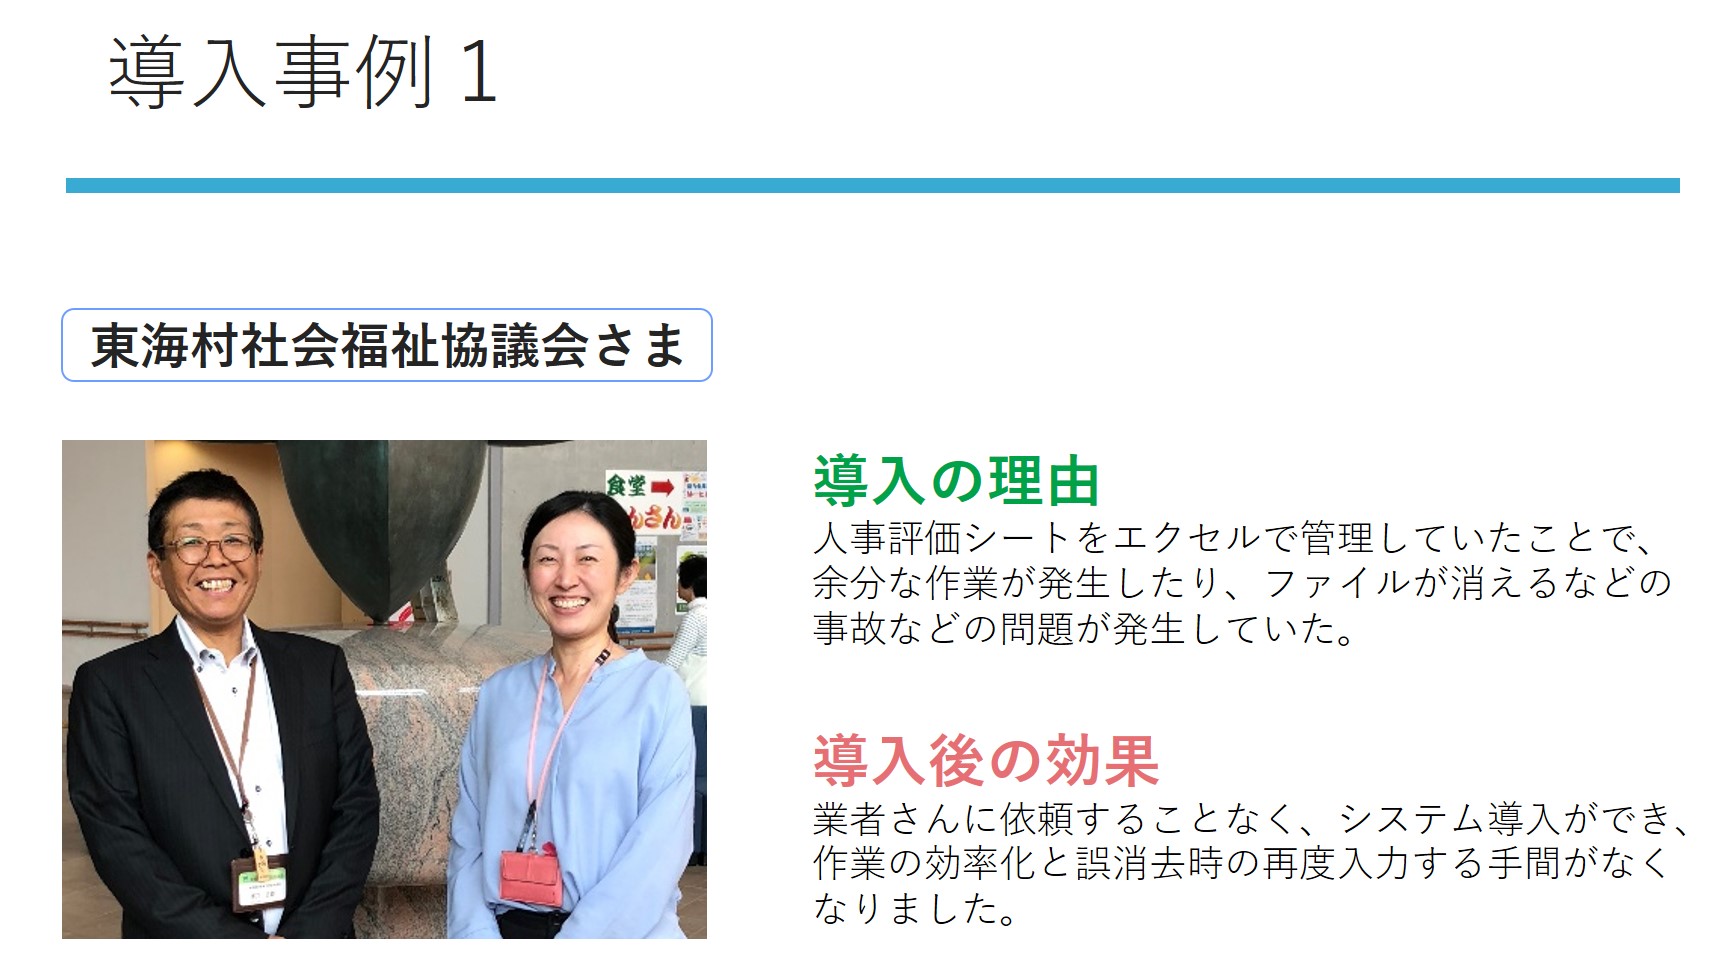 導入事例１
東海村社会福祉協議会さま
食堂
んさん
導入の理由
人事評価シートをエクセルで管理していたことで、
余分な作業が発生したり、ファイルが消えるなどの
事故などの問題が発生していた。
導入後の効果
業者さんに依頼することなく、システム導入ができ、
作業の効率化と誤消去時の再度入力する手間がなく
なりました。